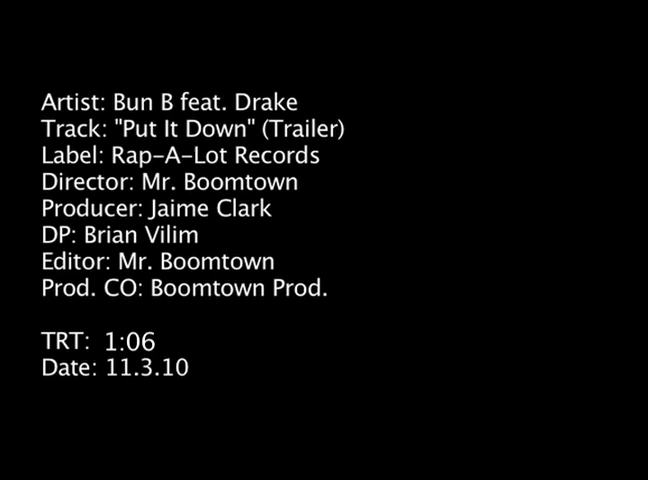 Artist: Bun B feat. Drake
Track: "Put It Down" (Trailer)
Label: Rap-A-Lot Records
Director: Mr. Boomtown
Producer: Jaime Clark
DP: Brian Vilim
Editor: Mr. Boomtown
Prod. CO: Boomtown Prod.
TRT: 1:06
Date: 11.3.10